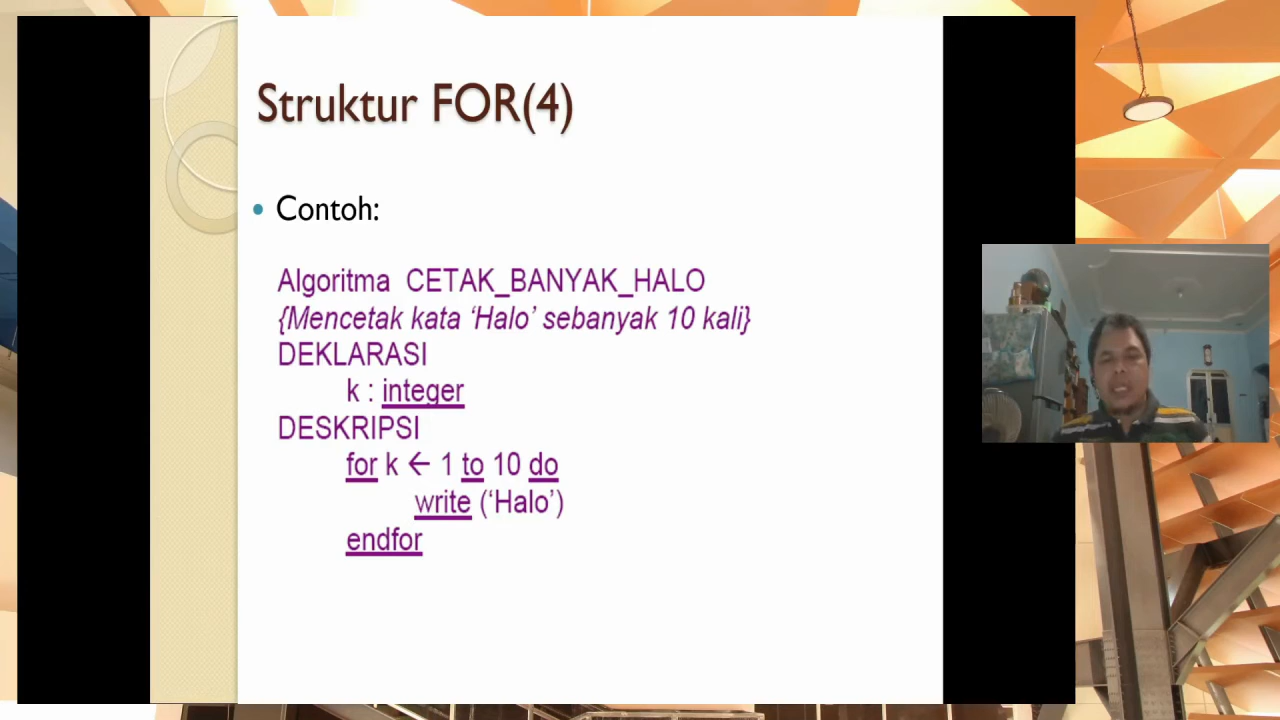 Struktur FOR(4)
• Contoh:
Algoritma CETAK_BANYAK_HALO
{Mencetak kata ‘Halo’ sebanyak 10 kali}
DEKLARASI
k : integer
DESKRIPSI
for k ← 1 to 10 do
write (‘Halo’)
endfor